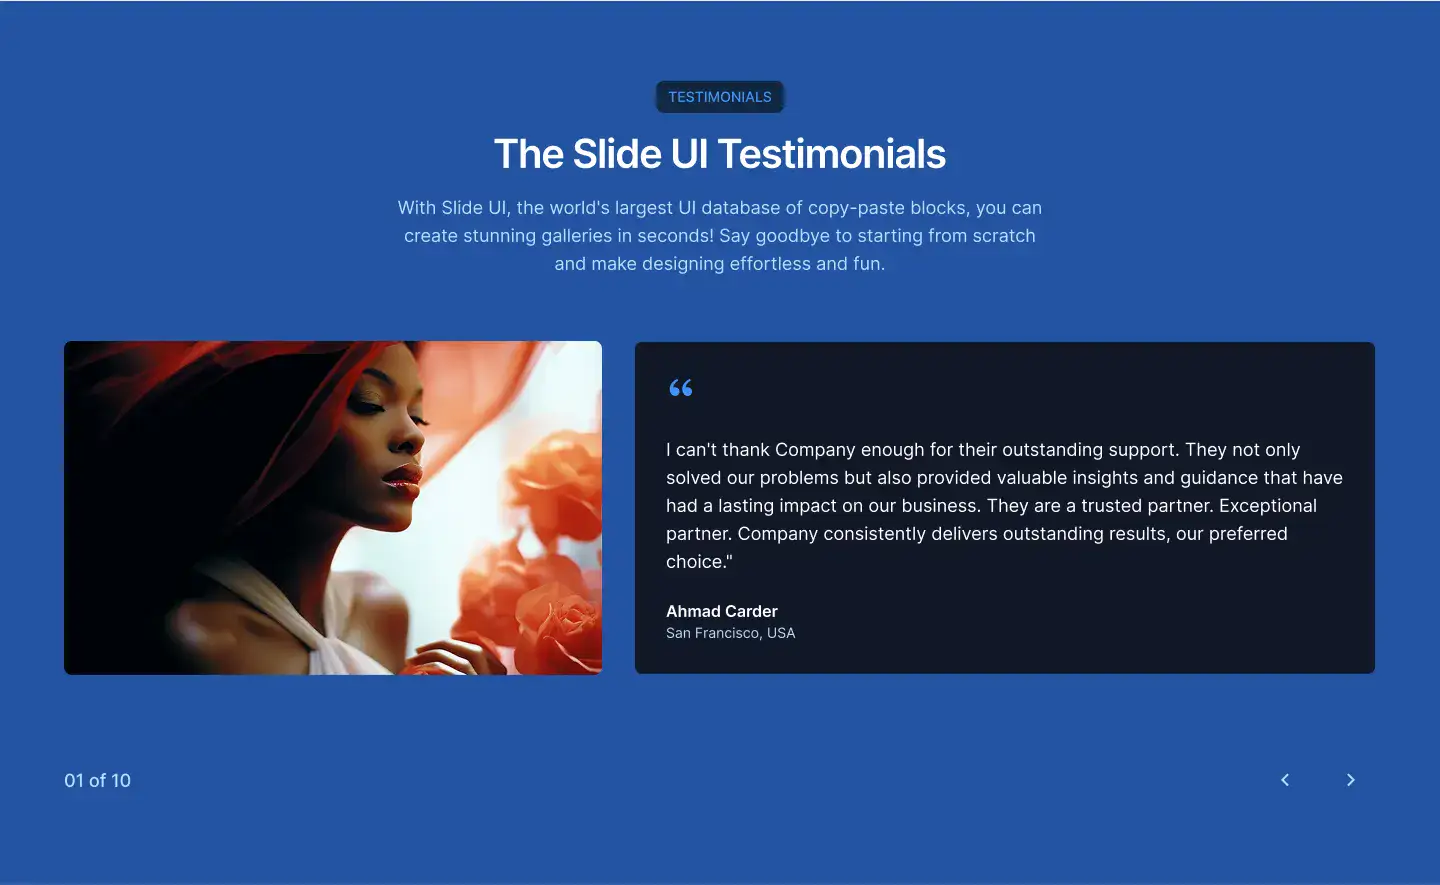 TESTIMONIALS
The Slide UI Testimonials
With Slide UI, the world's largest UI database of copy-paste blocks, you can
create stunning galleries in seconds! Say goodbye to starting from scratch
and make designing effortless and fun.
“
I can't thank Company enough for their outstanding support. They not only
solved our problems but also provided valuable insights and guidance that have
had a lasting impact on our business. They are a trusted partner. Exceptional
partner. Company consistently delivers outstanding results, our preferred
choice."
Ahmad Carder
San Francisco, USA
01 of 10